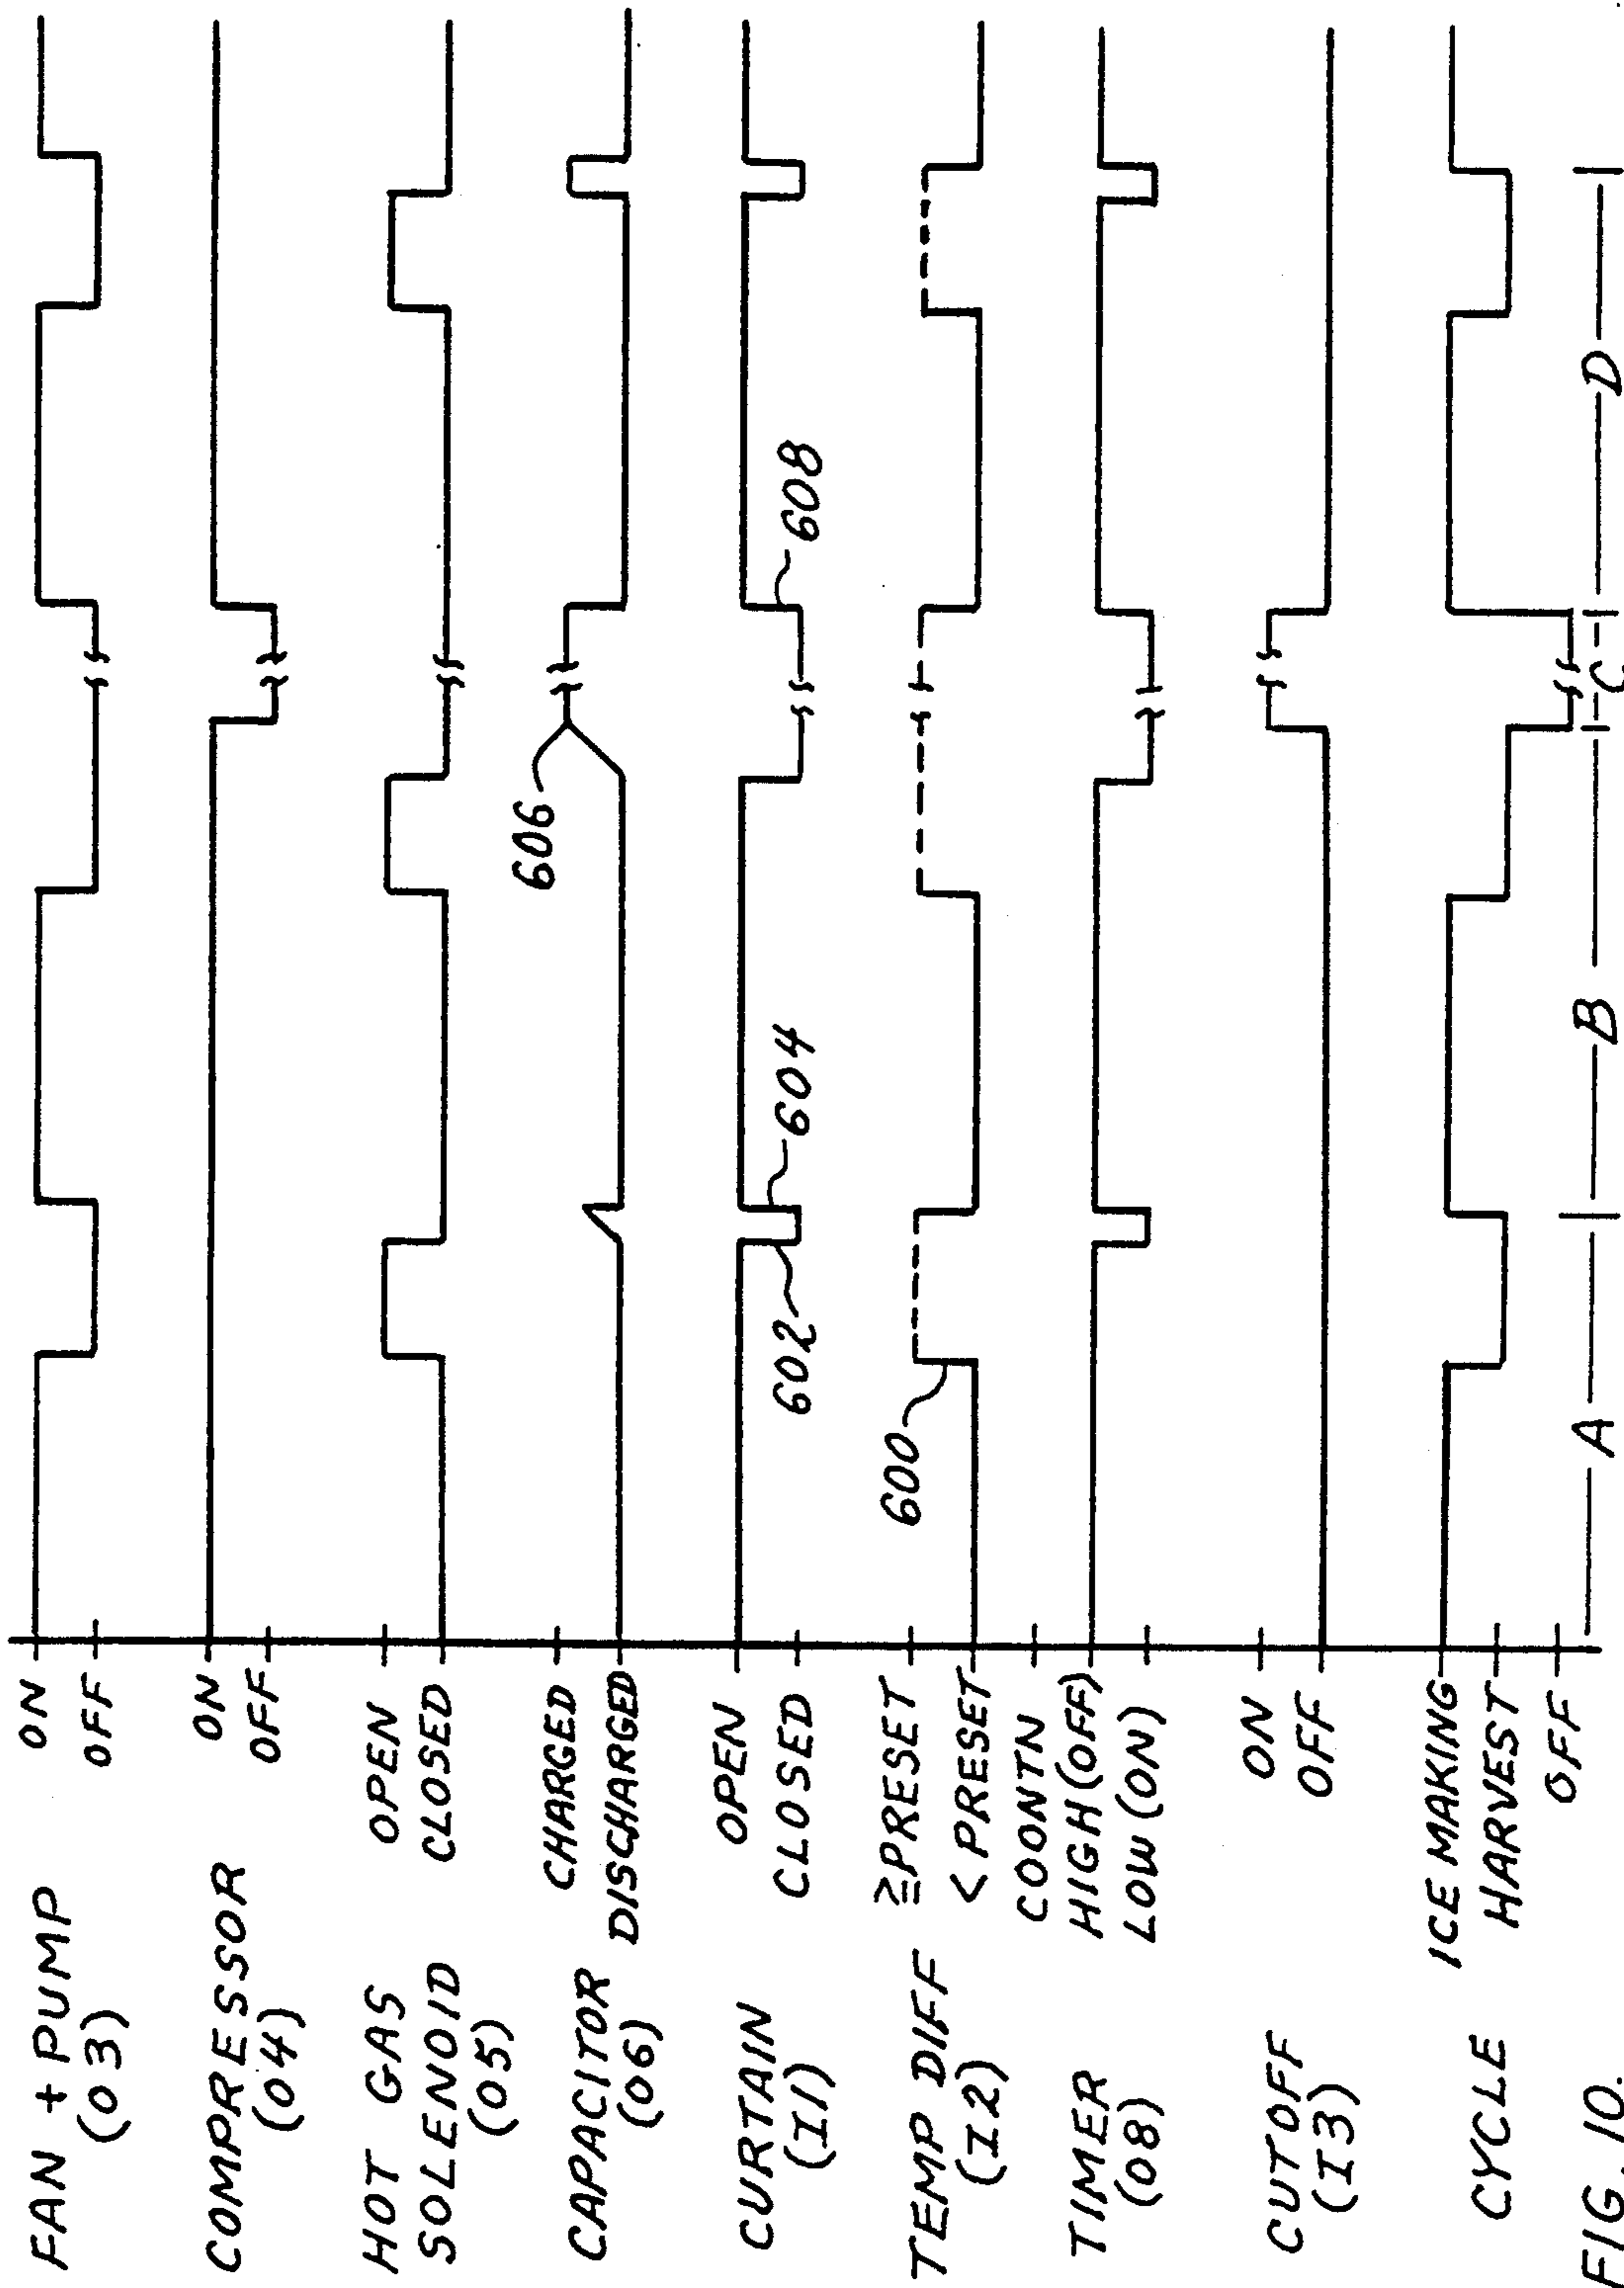 FAN + PUMP
(03)
ON
OFF
COMPRESSOR
(04)
ON
OFF
HOT GAS
SOLENOID
(05)
OPEN
CLOSED
CAPACITOR
(06)
CHARGED
DISCHARGED
606
CURTAIN
(I1)
OPEN
CLOSED
602
604
608
TEMP DIFF
(I2)
≧PRESET
< PRESET
600
TIMER
(08)
COONTN
HIGH (OFF)
LOW (ON)
CUTOFF
(I3)
ON
OFF
CYCLE
ICE MAKING
HARVEST
OFF
A
B
C
D
FIG. 10.